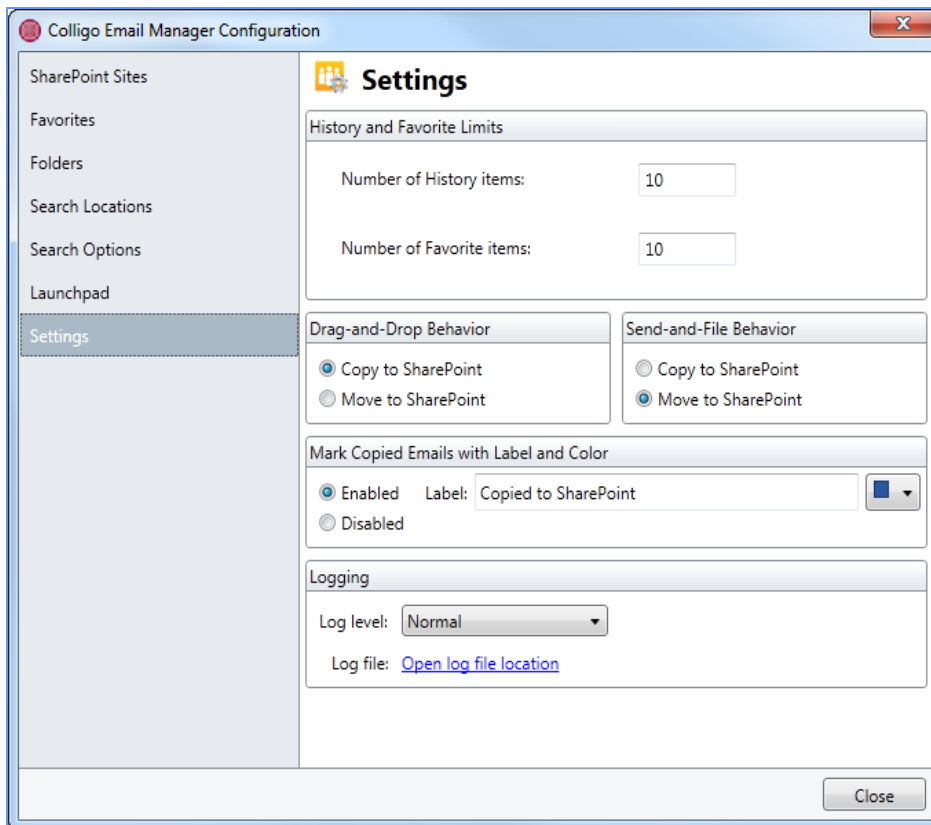 Colligo Email Manager Configuration
x
SharePoint Sites
Favorites
Folders
Search Locations
Search Options
Launchpad
Settings
Settings
History and Favorite Limits
Number of History items: 10
Number of Favorite items: 10
Drag-and-Drop Behavior
Copy to SharePoint
Move to SharePoint
Send-and-File Behavior
Copy to SharePoint
Move to SharePoint
Mark Copied Emails with Label and Color
Enabled Label: Copied to SharePoint
Disabled
Logging
Log level: Normal
Log file: Open log file location
Close